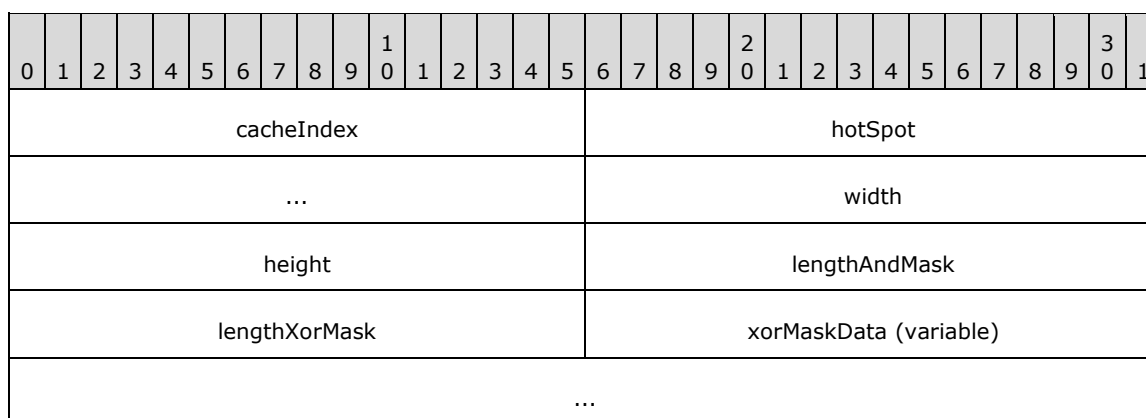 1 2 3
0 1 2 3 4 5 6 7 8 9 0 1 2 3 4 5 6 7 8 9 0 1 2 3 4 5 6 7 8 9 0 1
cacheIndex hotSpot
... width
height lengthAndMask
lengthXorMask xorMaskData (variable)
...